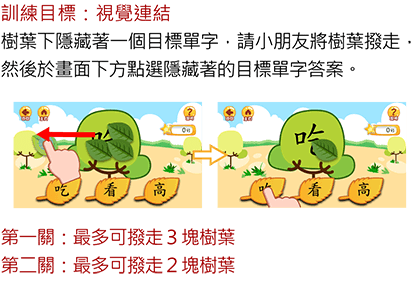 訓練目標：視覺連結
樹葉下隱藏著一個目標單字，請小朋友將樹葉撥走，
然後於畫面下方點選隱藏著的目標單字答案。
吃
吃 看 高
吃
吃 看 高
第一關：最多可撥走3塊樹葉
第二關：最多可撥走2塊樹葉